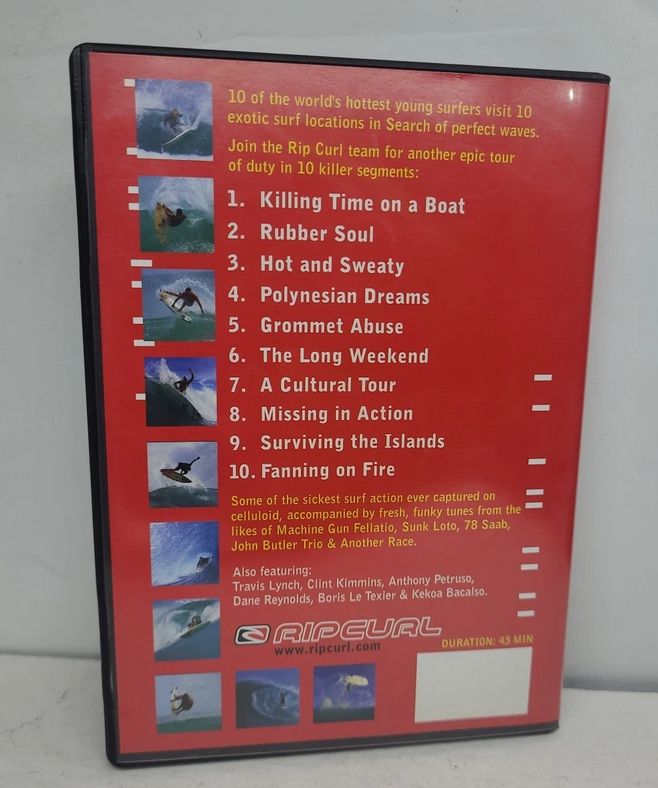 10 of the world's hottest young surfers visit 10
exotic surf locations in Search of perfect waves.
Join the Rip Curl team for another epic tour
of duty in 10 killer segments:
1. Killing Time on a Boat
2. Rubber Soul
3. Hot and Sweaty
4. Polynesian Dreams
5. Grommet Abuse
6. The Long Weekend
7. A Cultural Tour
8. Missing in Action
9. Surviving the Islands
10. Fanning on Fire
Some of the sickest surf action ever captured on
celluloid, accompanied by fresh, funky tunes from the
likes of Machine Gun Fellatio, Sunk Loto, 78 Saab,
John Butler Trio & Another Race.
Also featuring:
Travis Lynch, Clint Kimmins, Anthony Petruso,
Dane Reynolds, Boris Le Texier & Kekoa Bacalso.
RIPCURL
www.ripcurl.com
DURATION: 43 MIN